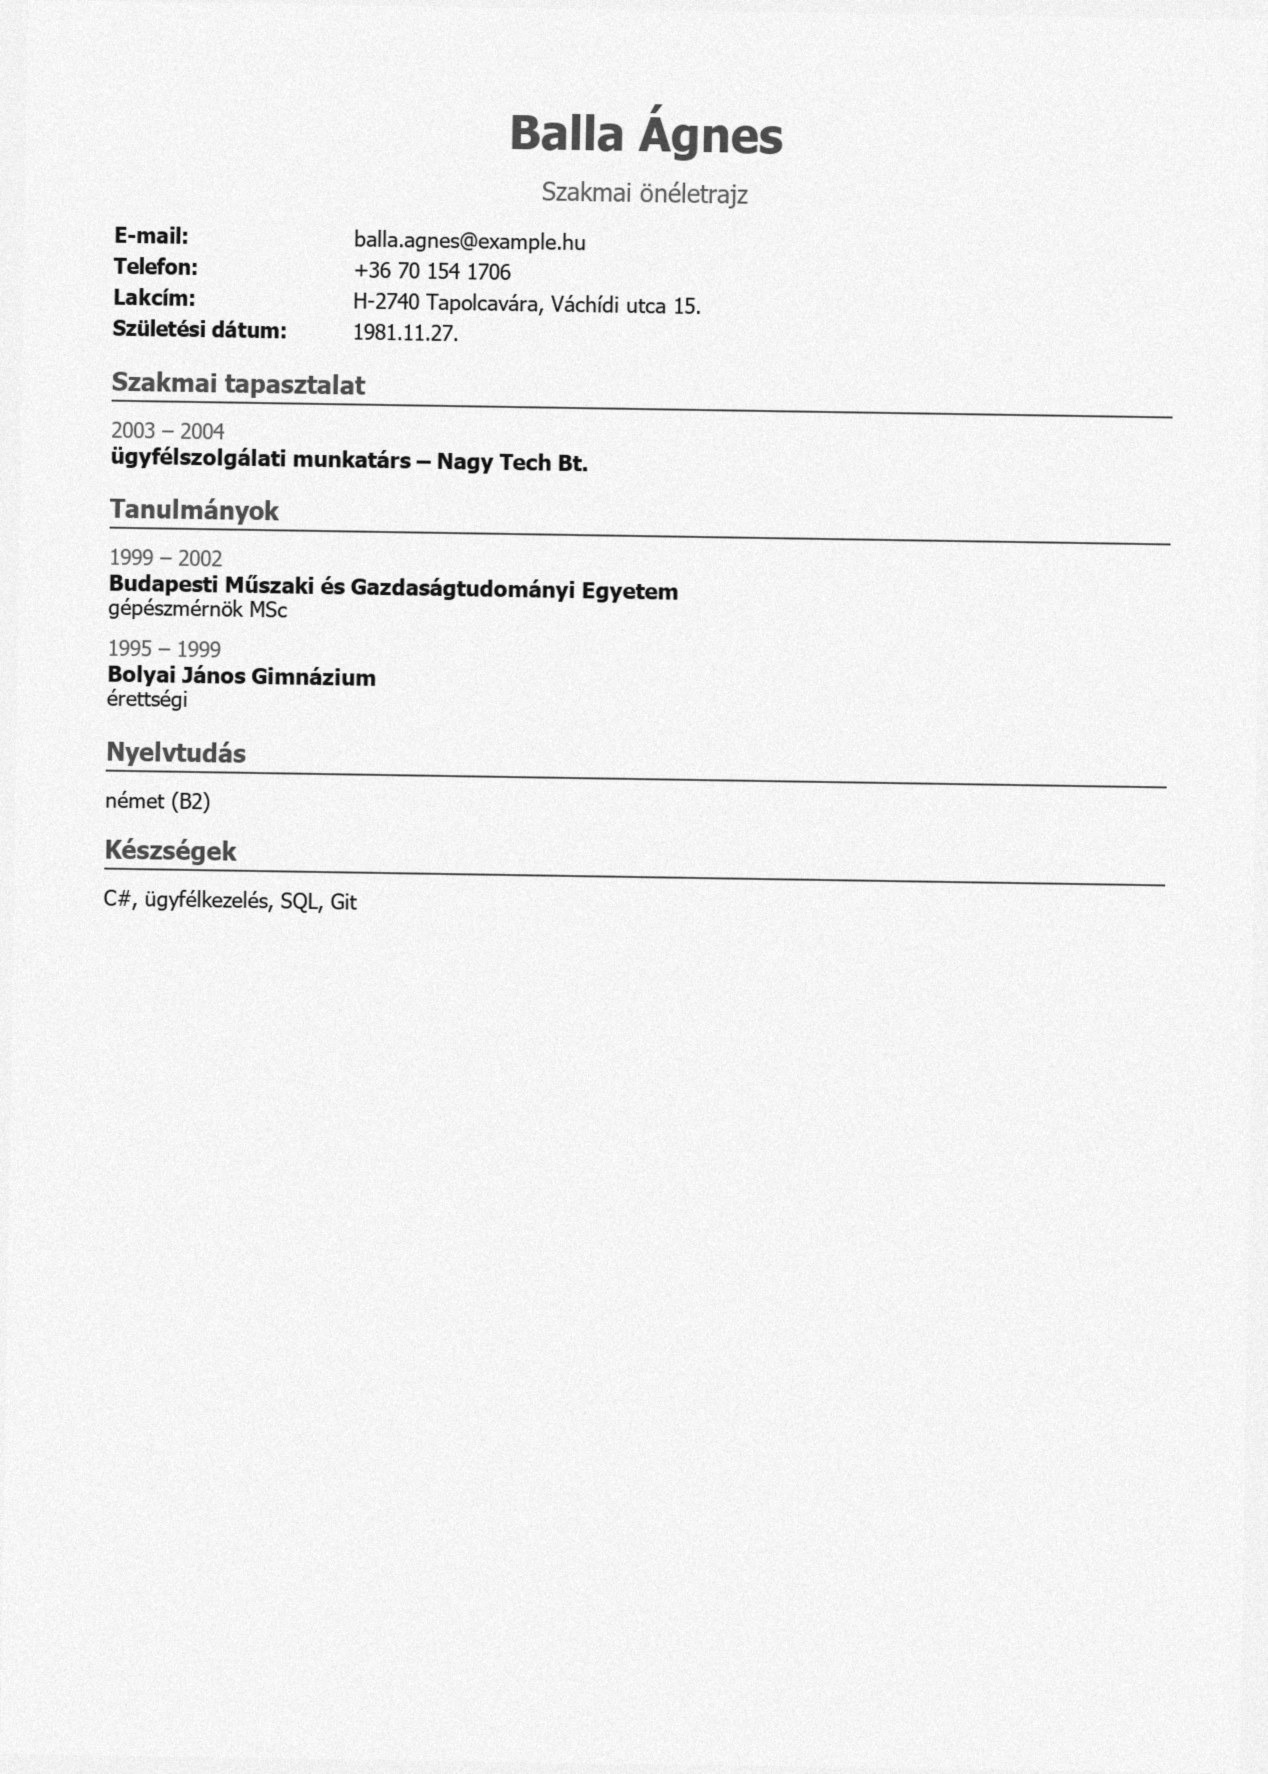 Balla Ágnes
Szakmai önéletrajz
E-mail: balla.agnes@example.hu
Telefon: +36 70 154 1706
Lakcím: H-2740 Tapolcavára, Váchídi utca 15.
Születési dátum: 1981.11.27.
Szakmai tapasztalat
2003 – 2004
ügyfélszolgálati munkatárs – Nagy Tech Bt.
Tanulmányok
1999 – 2002
Budapesti Műszaki és Gazdaságtudományi Egyetem
gépészmérnök MSc
1995 – 1999
Bolyai János Gimnázium
érettségi
Nyelvtudás
német (B2)
Készségek
C#, ügyfélkezelés, SQL, Git